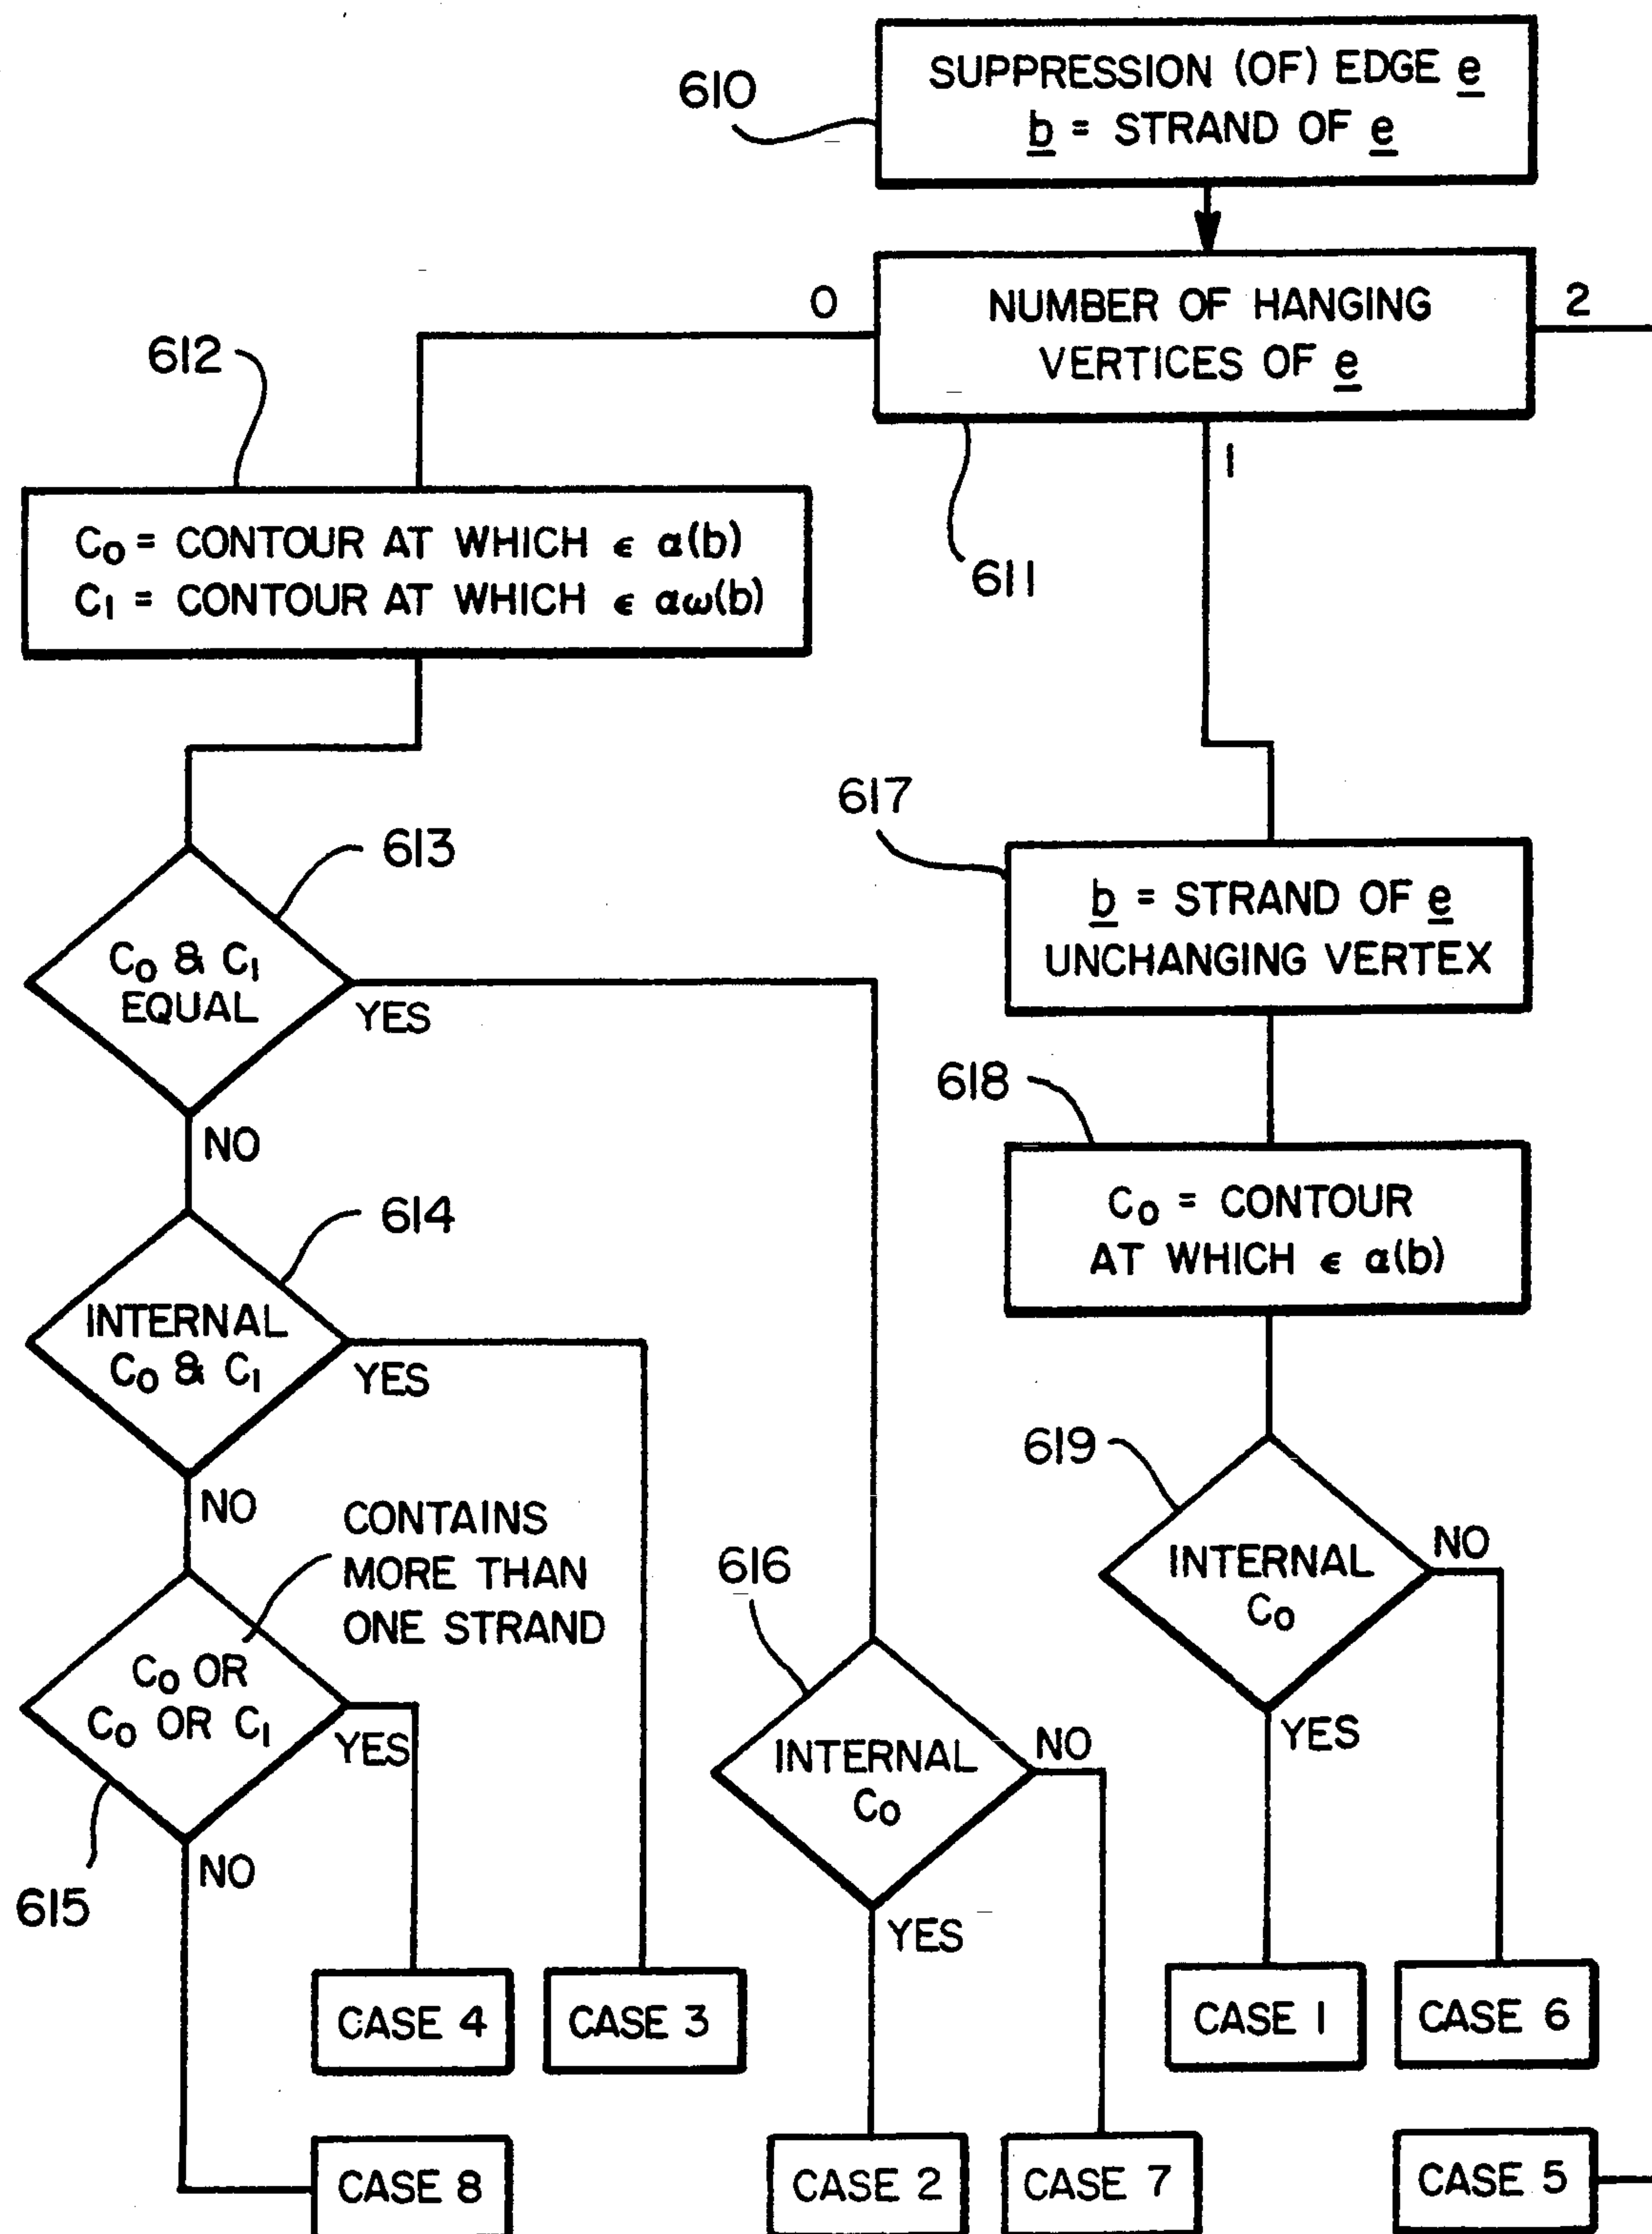 610
SUPPRESSION (OF) EDGE e
b = STRAND OF e
0
NUMBER OF HANGING
VERTICES OF e
2
1
611
612
C₀ = CONTOUR AT WHICH ϵ α(b)
C₁ = CONTOUR AT WHICH ϵ αω(b)
613
C₀ & C₁
EQUAL
YES
NO
614
INTERNAL
C₀ & C₁
YES
NO
CONTAINS
MORE THAN
ONE STRAND
C₀ OR
C₀ OR C₁
YES
NO
615
616
INTERNAL
C₀
NO
YES
617
b = STRAND OF e
UNCHANGING VERTEX
618
C₀ = CONTOUR
AT WHICH ϵ α(b)
619
INTERNAL
C₀
NO
YES
CASE 4
CASE 3
CASE 1
CASE 6
CASE 8
CASE 2
CASE 7
CASE 5